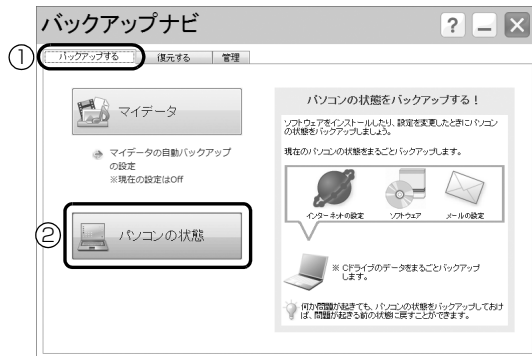 バックアップナビ
? – ×
① バックアップする 復元する 管理
マイデータ
マイデータの自動バックアップ
の設定
※現在の設定はOff
② パソコンの状態
パソコンの状態をバックアップする！
ソフトウェアをインストールしたり、設定を変更したときにパソコン
の状態をバックアップしましょう。
現在のパソコンの状態をまるごとバックアップします。
インターネットの設定 ソフトウェア メールの設定
※ Cドライブのデータをまるごとバックアップ
します。
何か問題が起きても、パソコンの状態をバックアップしておけ
ば、問題が起きる前の状態に戻すことができます。